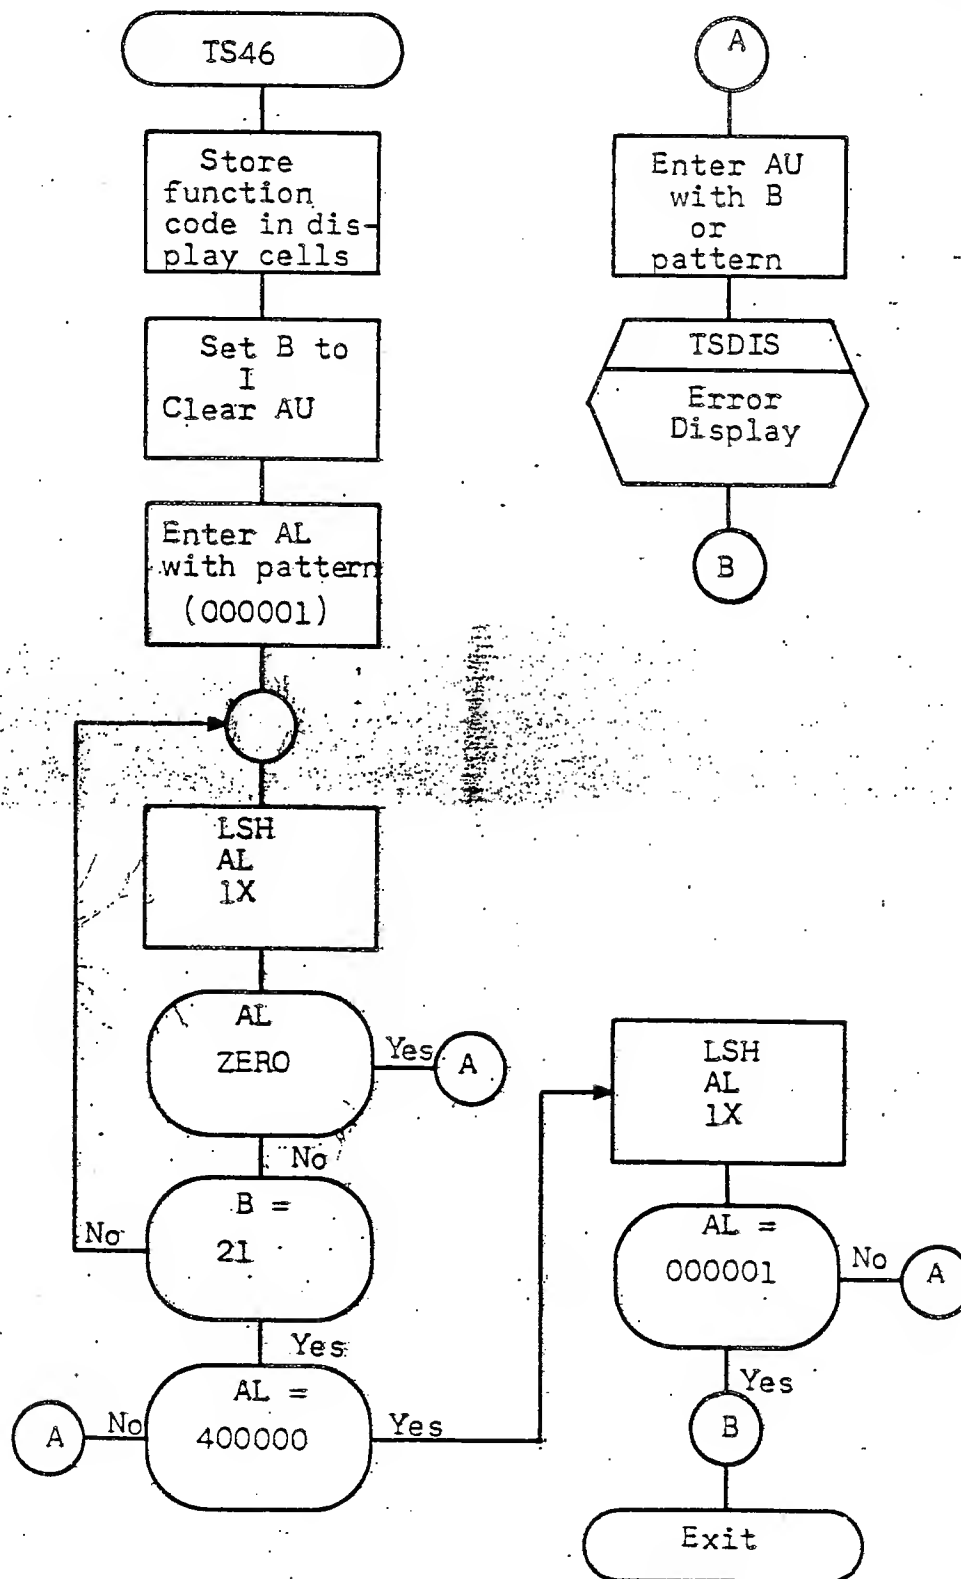 TS46
Store
function
code in dis-
play cells
Set B to
I
Clear AU
Enter AL
with pattern
(000001)
LSH
AL
1X
AL
ZERO
Yes
A
No
B =
21
No
Yes
AL =
400000
No
A
Yes
A
Enter AU
with B
or
pattern
TSDIS
Error
Display
B
LSH
AL
1X
AL =
000001
No
A
Yes
B
Exit